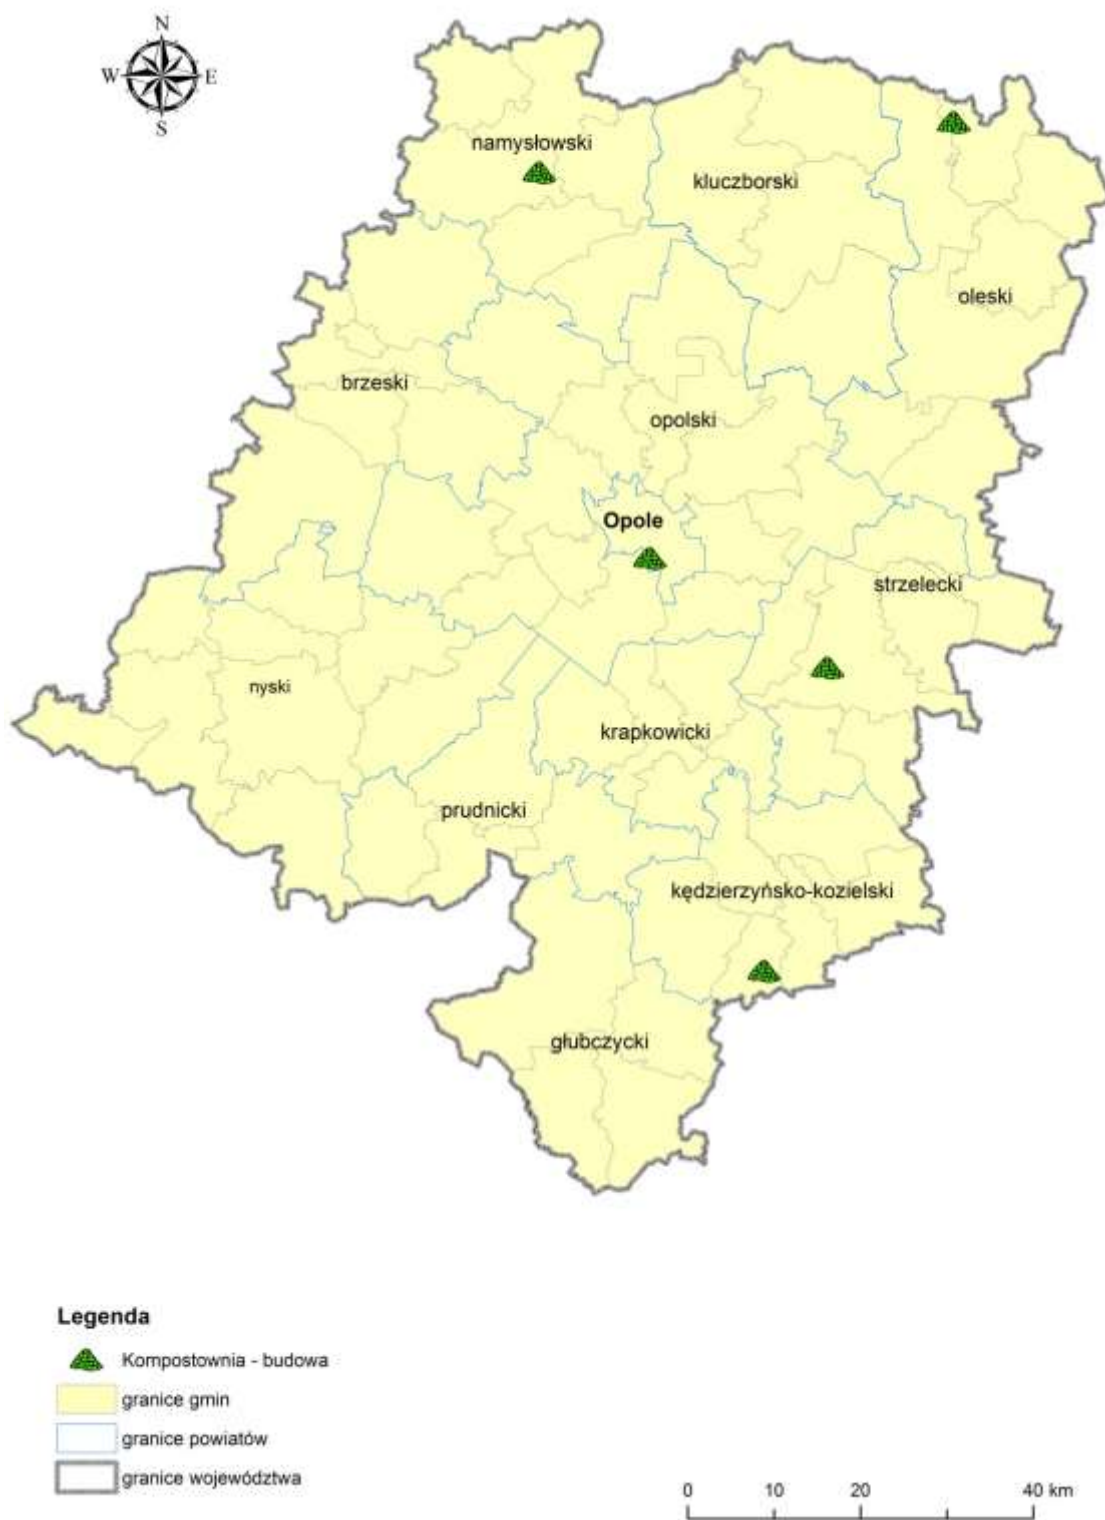 N
W E
S
namysłowski
kluczborski
oleski
brzeski
opolski
Opole
strzelecki
nyski
krapkowicki
prudnicki
kędzierzyńsko-kozielski
głubczycki
Legenda
Kompostownia - budowa
granice gmin
granice powiatów
granice województwa
0 10 20 40 km